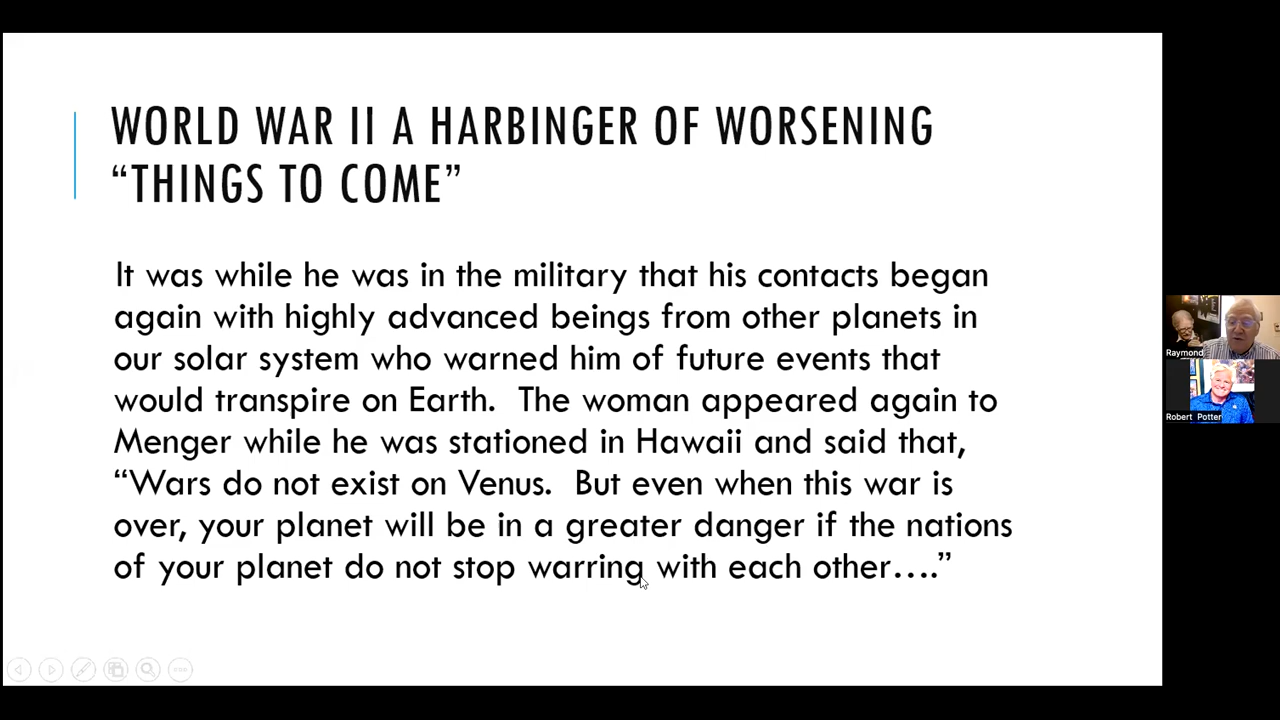 WORLD WAR II A HARBINGER OF WORSENING
“THINGS TO COME”
It was while he was in the military that his contacts began
again with highly advanced beings from other planets in
our solar system who warned him of future events that
would transpire on Earth.  The woman appeared again to
Menger while he was stationed in Hawaii and said that,
“Wars do not exist on Venus.  But even when this war is
over, your planet will be in a greater danger if the nations
of your planet do not stop warring with each other….”
Raymond
Robert Potter